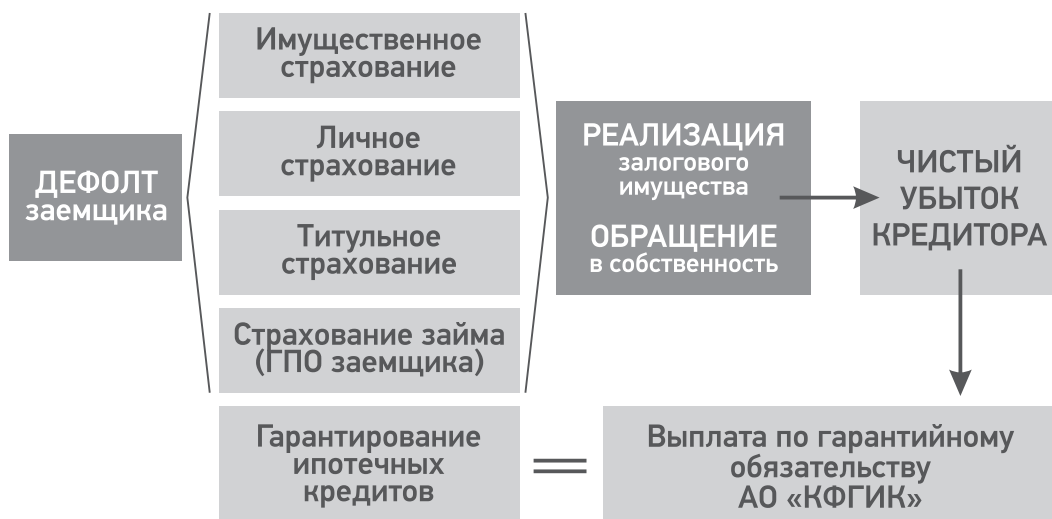 ДЕФОЛТ
заемщика
Имущественное
страхование
Личное
страхование
Титульное
страхование
Страхование займа
(ГПО заемщика)
Гарантирование
ипотечных
кредитов
РЕАЛИЗАЦИЯ
залогового
имущества
ОБРАЩЕНИЕ
в собственность
ЧИСТЫЙ
УБЫТОК
КРЕДИТОРА
Выплата по гарантийному
обязательству
АО «КФГИК»